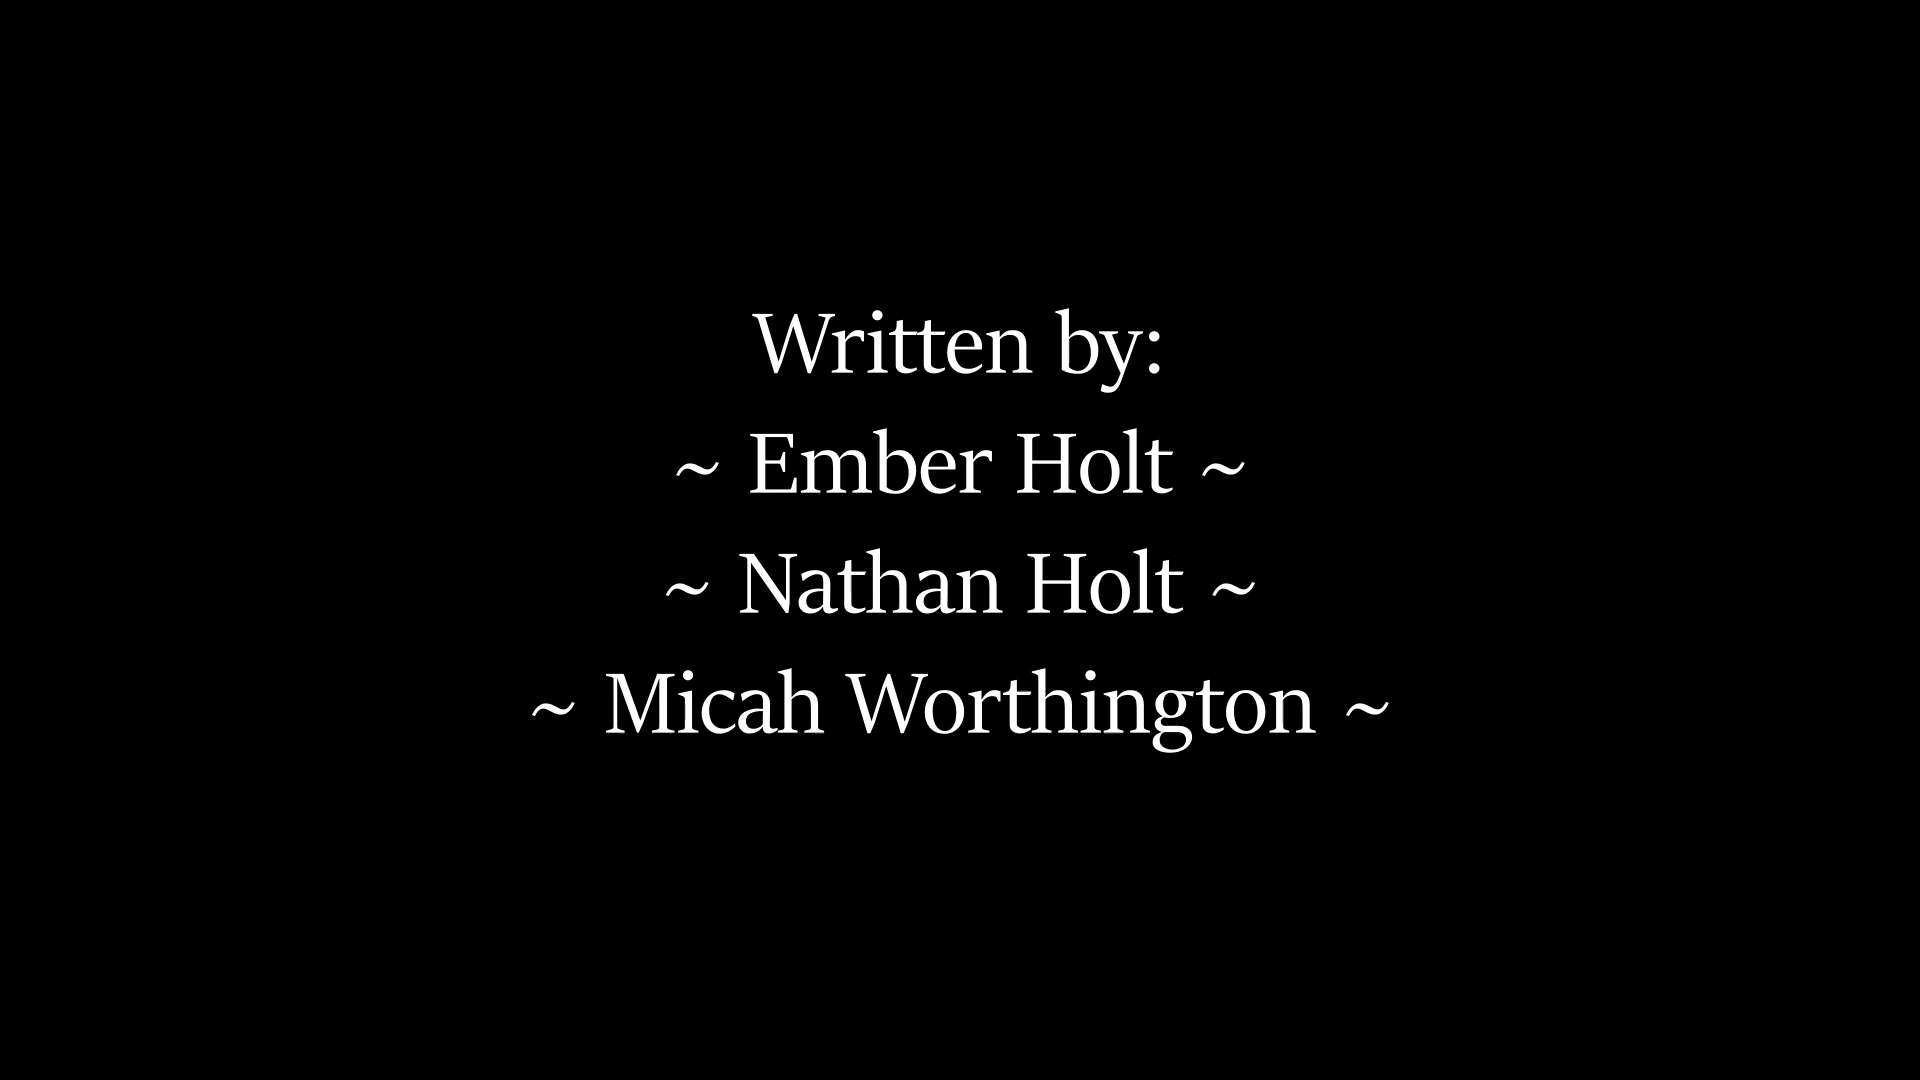 Written by:
~ Ember Holt ~
~ Nathan Holt ~
~ Micah Worthington ~